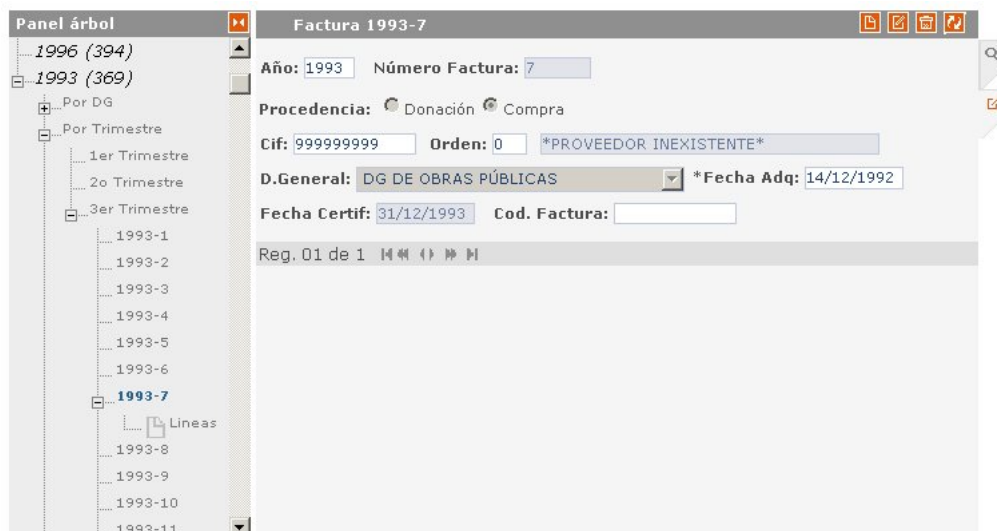 Panel árbol
1996 (394)
1993 (369)
Por DG
Por Trimestre
1er Trimestre
2o Trimestre
3er Trimestre
1993-1
1993-2
1993-3
1993-4
1993-5
1993-6
1993-7
Lineas
1993-8
1993-9
1993-10
1993-11
Factura 1993-7
Año: 1993 Número Factura: 7
Procedencia: Donación Compra
Cif: 999999999 Orden: 0 *PROVEEDOR INEXISTENTE*
D.General: DG DE OBRAS PÚBLICAS *Fecha Adq: 14/12/1992
Fecha Certif: 31/12/1993 Cod. Factura:
Reg. 01 de 1